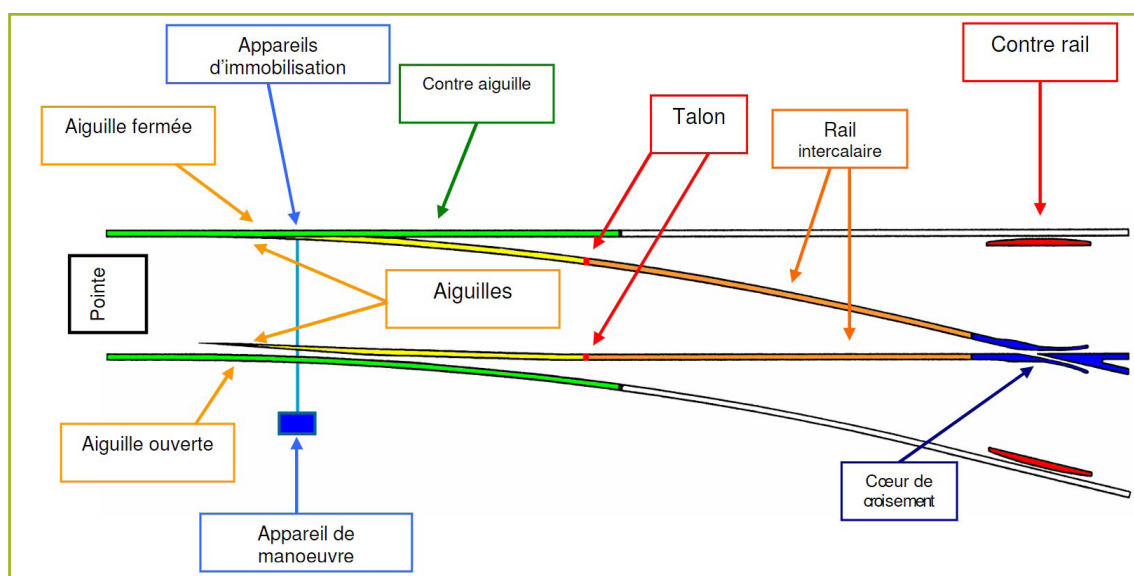 Appareils
d'immobilisation
Contre aiguille
Contre rail
Aiguille fermée
Talon
Rail
intercalaire
Pointe
Aiguilles
Aiguille ouverte
Cœur de
croisement
Appareil de
manoeuvre